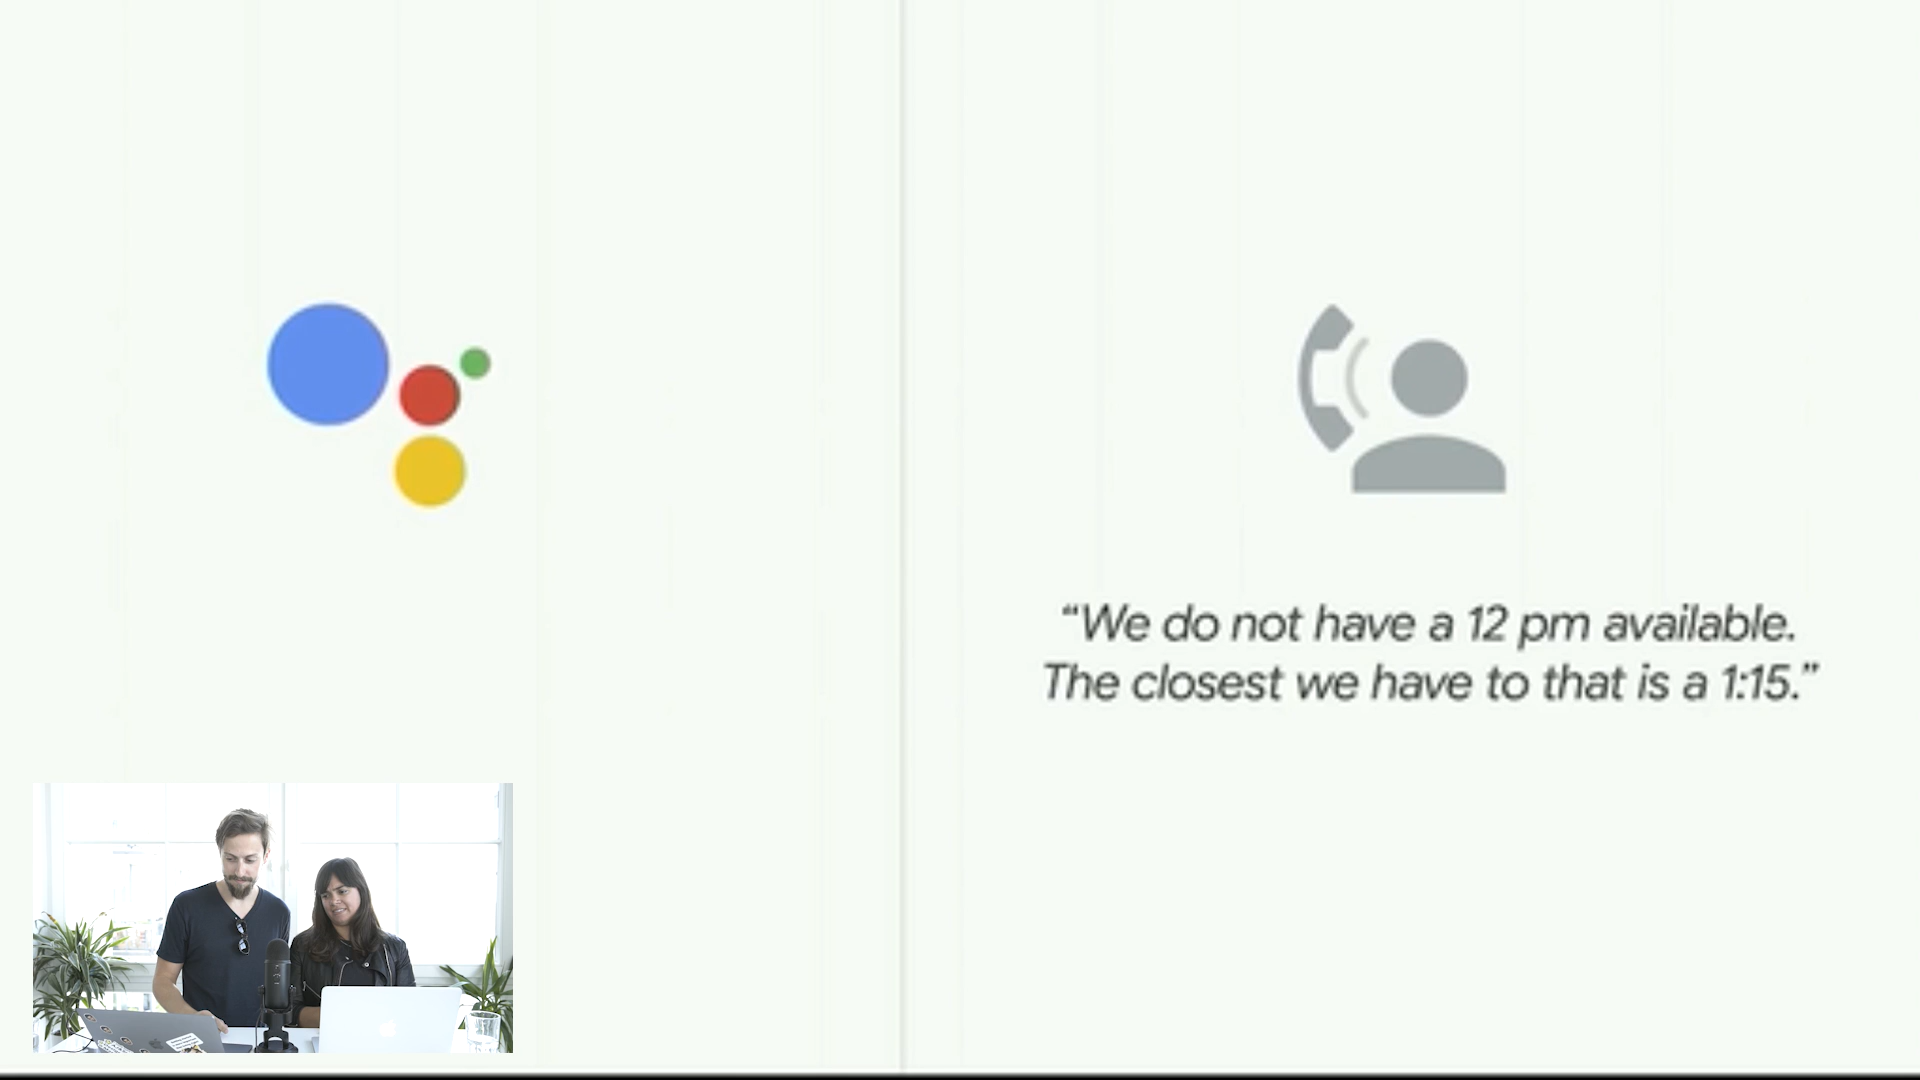 “We do not have a 12 pm available.
The closest we have to that is a 1:15.”